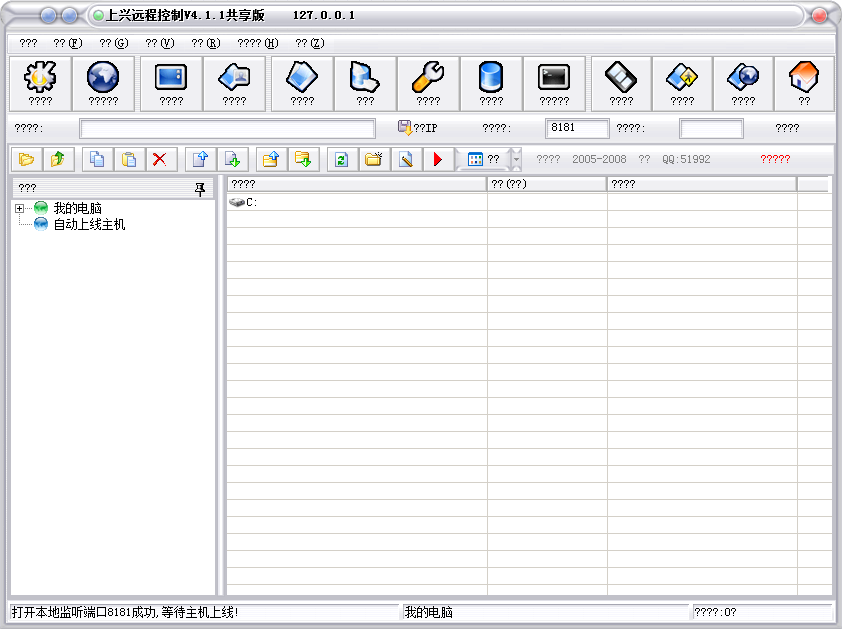 上兴远程控制V4.1.1共享版 127.0.0.1
??? ??(F) ??(G) ??(V) ??(R) ????(H) ??(Z)
???? ????? ???? ???? ???? ??? ???? ???? ????? ???? ???? ???? ??
????: ??IP ????: 8181 ????: ????
?? ???? 2005-2008 ?? QQ:51992 ?????
??? ???? ??(??) ????
我的电脑 C:
自动上线主机
打开本地监听端口8181成功,等待主机上线! 我的电脑 ????:0?